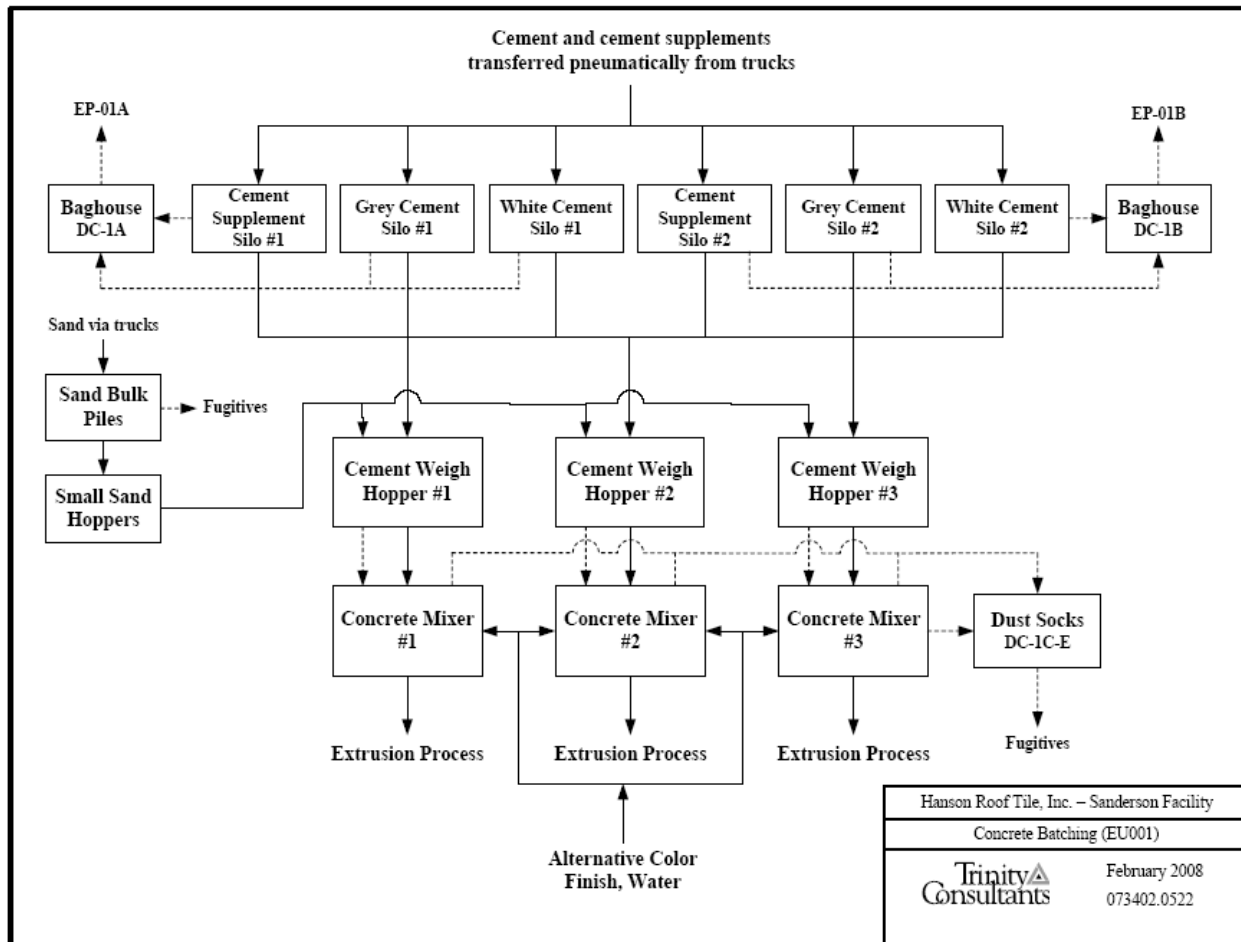 Cement and cement supplements
transferred pneumatically from trucks
EP-01A
EP-01B
Baghouse
DC-1A
Cement
Supplement
Silo #1
Grey Cement
Silo #1
White Cement
Silo #1
Cement
Supplement
Silo #2
Grey Cement
Silo #2
White Cement
Silo #2
Baghouse
DC-1B
Sand via trucks
Sand Bulk
Piles
Fugitives
Small Sand
Hoppers
Cement Weigh
Hopper #1
Cement Weigh
Hopper #2
Cement Weigh
Hopper #3
Concrete Mixer
#1
Concrete Mixer
#2
Concrete Mixer
#3
Dust Socks
DC-1C-E
Extrusion Process
Extrusion Process
Extrusion Process
Fugitives
Alternative Color
Finish, Water
Hanson Roof Tile, Inc. – Sanderson Facility
Concrete Batching (EU001)
Trinity
Consultants
February 2008
073402.0522